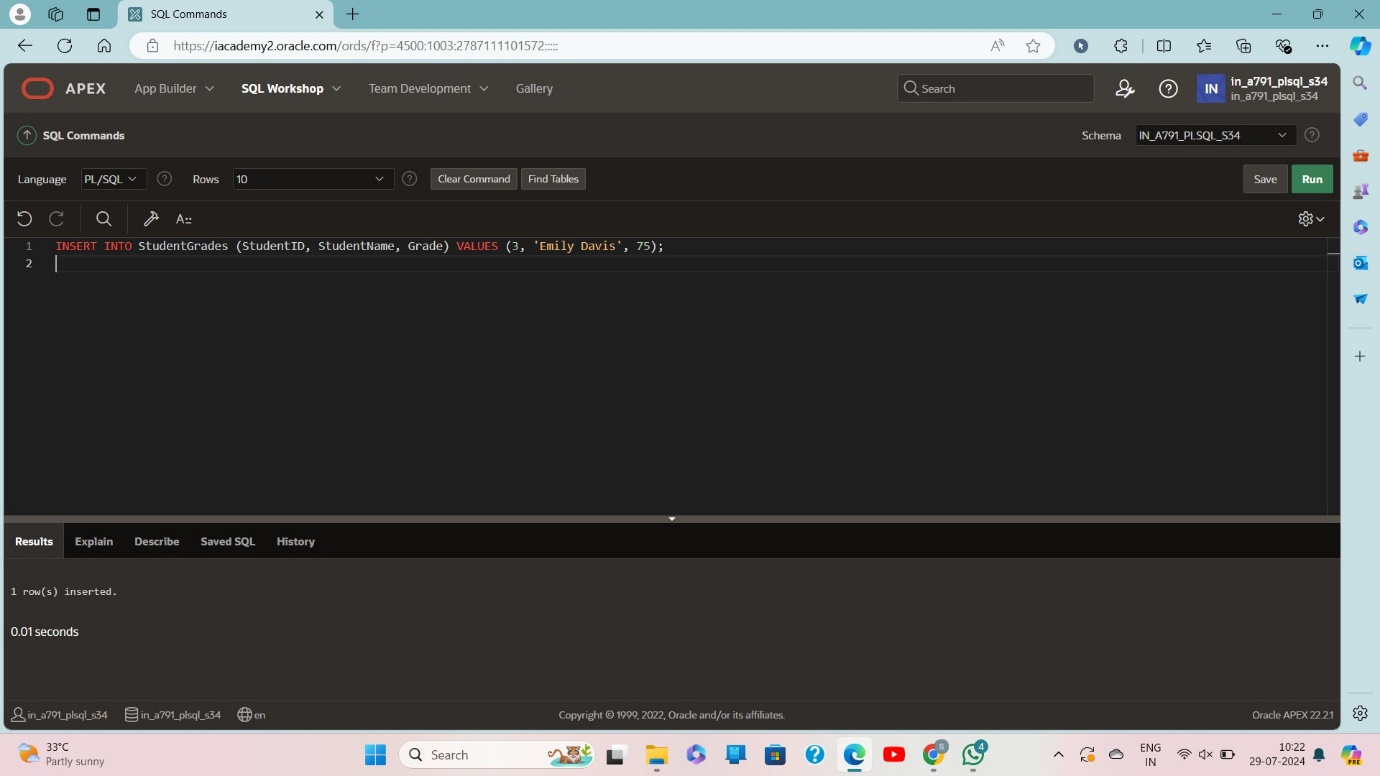 SQL Commands
https://iacademy2.oracle.com/ords/f?p=4500:1003:2787111101572:::::
APEX App Builder SQL Workshop Team Development Gallery Search IN in_a791_plsql_s34
in_a791_plsql_s34
SQL Commands Schema IN_A791_PLSQL_S34
Language PL/SQL Rows 10 Clear Command Find Tables Save Run
1 INSERT INTO StudentGrades (StudentID, StudentName, Grade) VALUES (3, 'Emily Davis', 75);
2
Results Explain Describe Saved SQL History
1 row(s) inserted.
0.01 seconds
in_a791_plsql_s34 in_a791_plsql_s34 en Copyright © 1999, 2022, Oracle and/or its affiliates. Oracle APEX 22.2.1
33°C
Partly sunny
Search
S
4
ENG
IN
10:22
29-07-2024
PRE